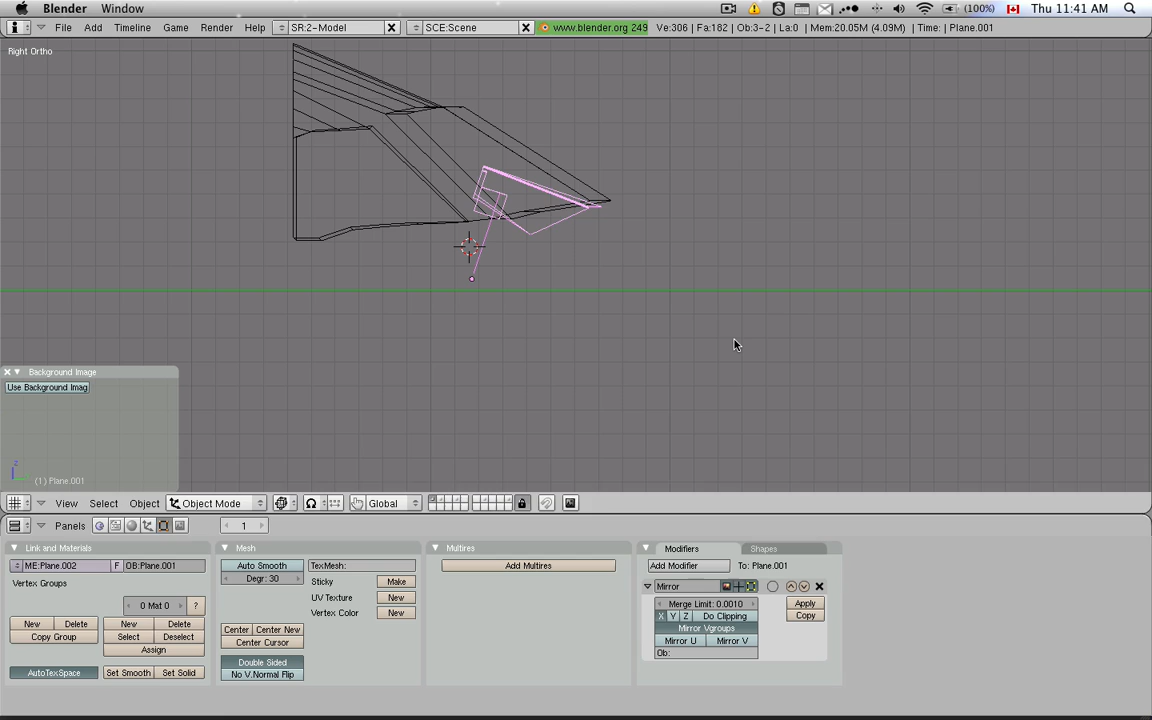 Blender Window (100%) Thu 11:41 AM
File Add Timeline Game Render Help SR:2-Model SCE:Scene www.blender.org 249 Ve:306 | Fa:182 | Ob:3-2 | La:0 | Mem:20.05M (4.09M) | Time: | Plane.001
Right Ortho
Background Image
Use Background Imag
z
(1) Plane.001
View Select Object Object Mode Global
Panels 1
Link and Materials Mesh Multires Modifiers Shapes
ME:Plane.002 F OB:Plane.001 Auto Smooth TexMesh: Add Multires Add Modifier To: Plane.001
Degr: 30
Vertex Groups Sticky Make Mirror
UV Texture New
0 Mat 0 ? Vertex Color New Merge Limit: 0.0010 Apply
X Y Z Do Clipping Copy
New Delete New Delete Center Center New Mirror Vgroups
Copy Group Select Deselect Center Cursor Mirror U Mirror V
Assign Ob:
Double Sided
AutoTexSpace Set Smooth Set Solid No V.Normal Flip